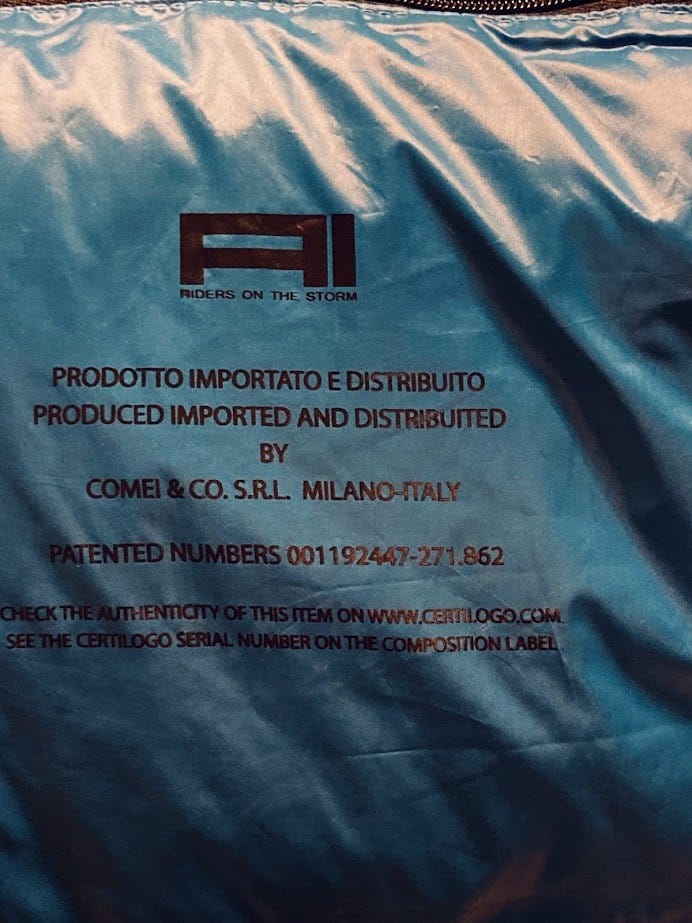 AI
RIDERS ON THE STORM
PRODOTTO IMPORTATO E DISTRIBUITO
PRODUCED IMPORTED AND DISTRIBUITED
BY
COMEI & CO. S.R.L. MILANO-ITALY
PATENTED NUMBERS 001192447-271.862
CHECK THE AUTHENTICITY OF THIS ITEM ON WWW.CERTILOGO.COM
SEE THE CERTILOGO SERIAL NUMBER ON THE COMPOSITION LABEL